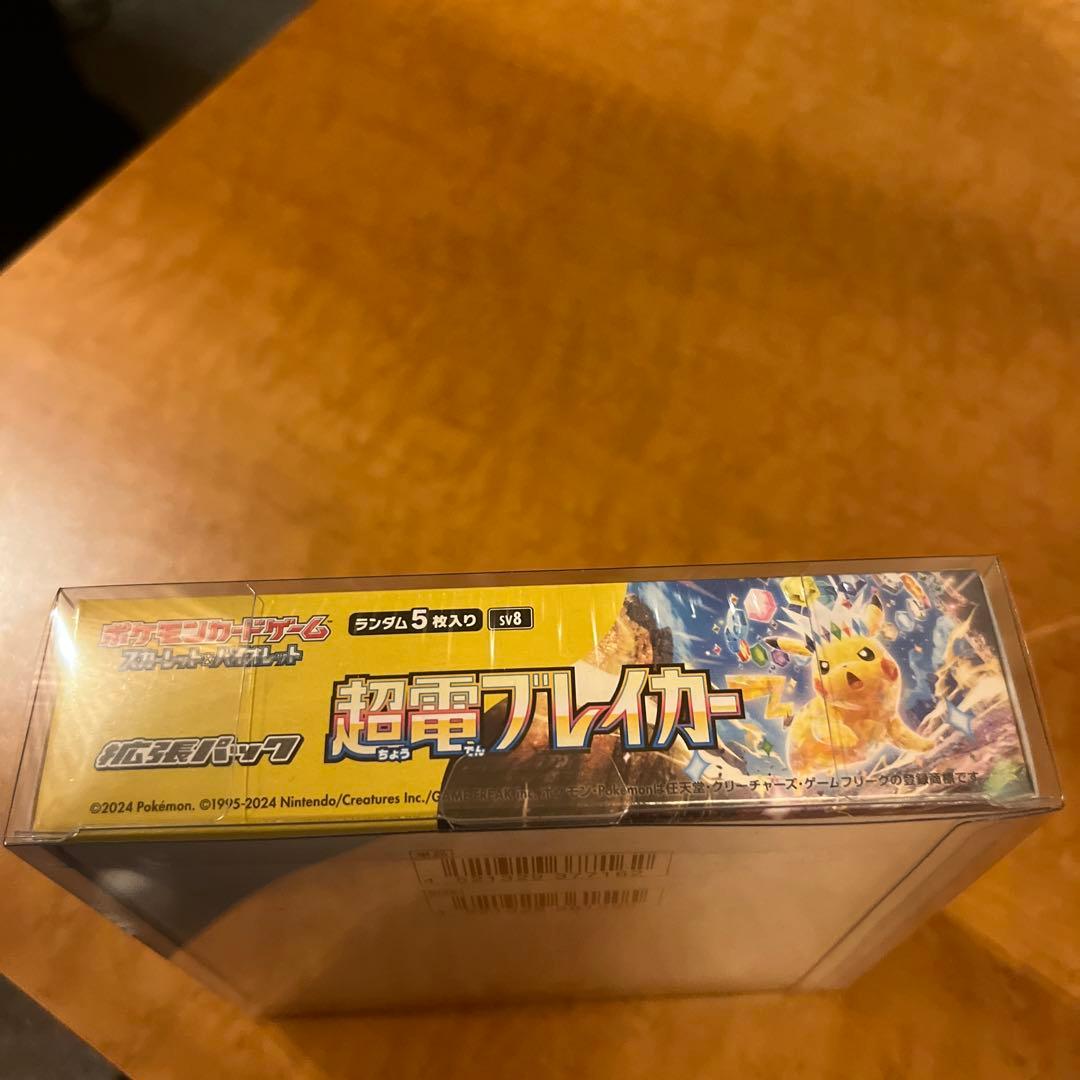 ポケモンカードゲーム
スカーレット&バイオレット
ランダム5枚入り
SV8
超電ブレイカー
ちょう でん
拡張パック
©2024 Pokémon. ©1995-2024 Nintendo/Creatures Inc./GAME FREAK inc. ポケモン・Pokémonは任天堂・クリーチャーズ・ゲームフリークの登録商標です。